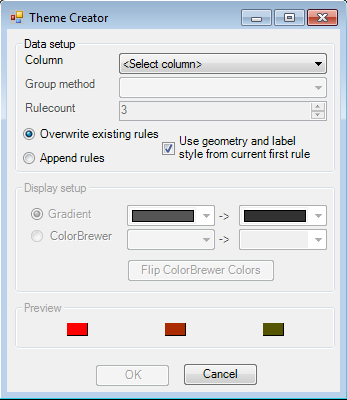 Theme Creator
Data setup
Column
<Select column>
Group method
Rulecount
3
Overwrite existing rules
Append rules
Use geometry and label
style from current first rule
Display setup
Gradient
->
ColorBrewer
->
Flip ColorBrewer Colors
Preview
OK
Cancel